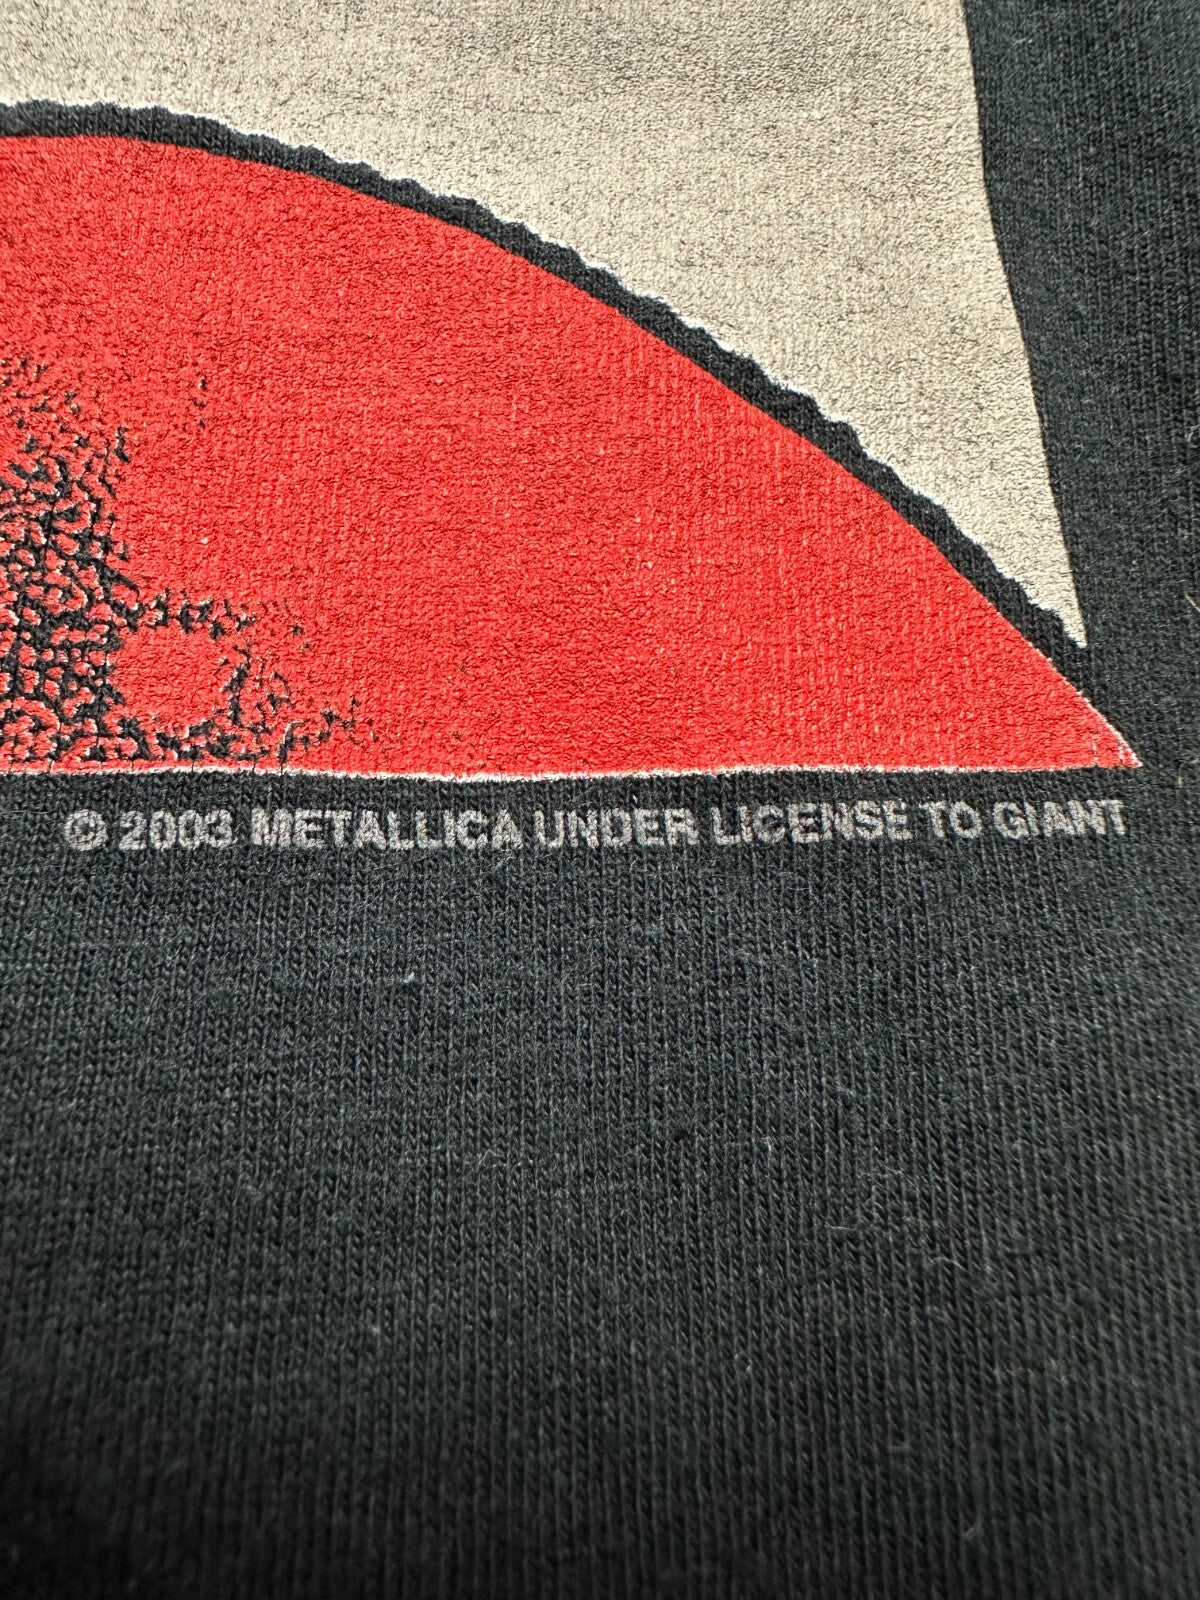 © 2003 METALLICA UNDER LICENSE TO GIANT